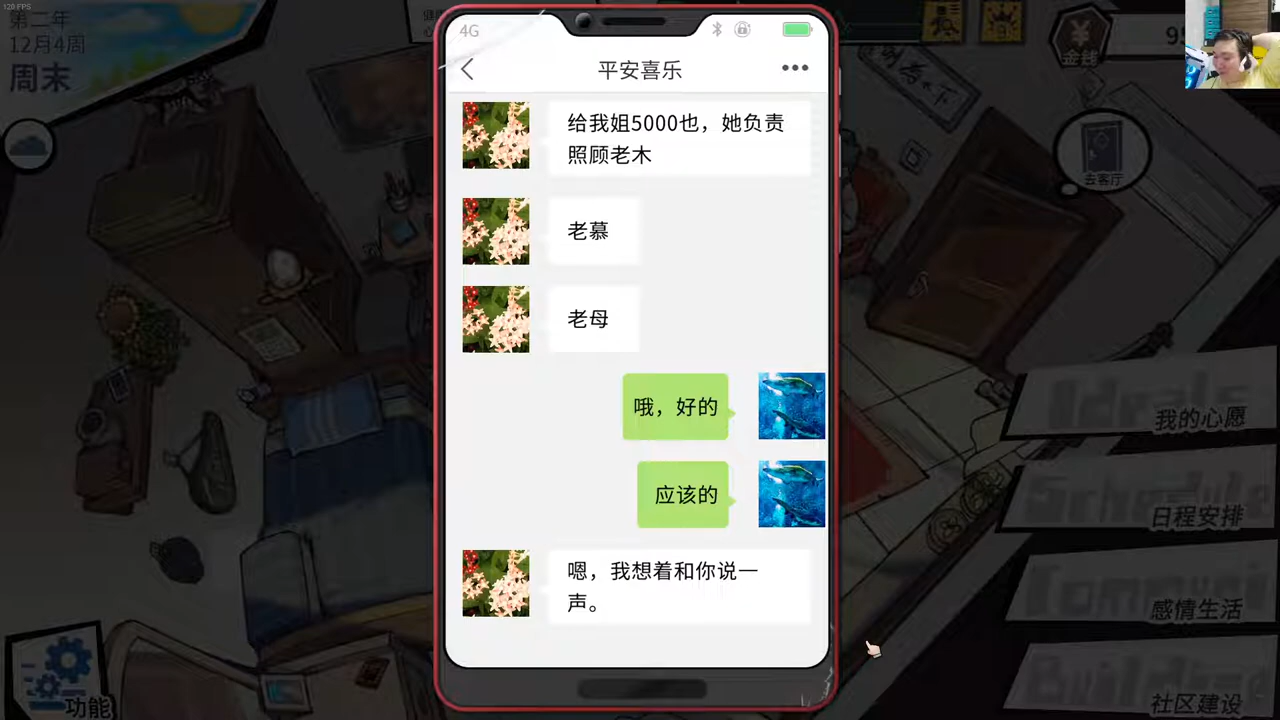 120 FPS
第二年
12月4周
周末
4G
平安喜乐
给我姐5000也，她负责
照顾老木
老慕
老母
哦，好的
应该的
嗯，我想着和你说一
声。
金钱
去客厅
我的心愿
日程安排
感情生活
社区建设
功能